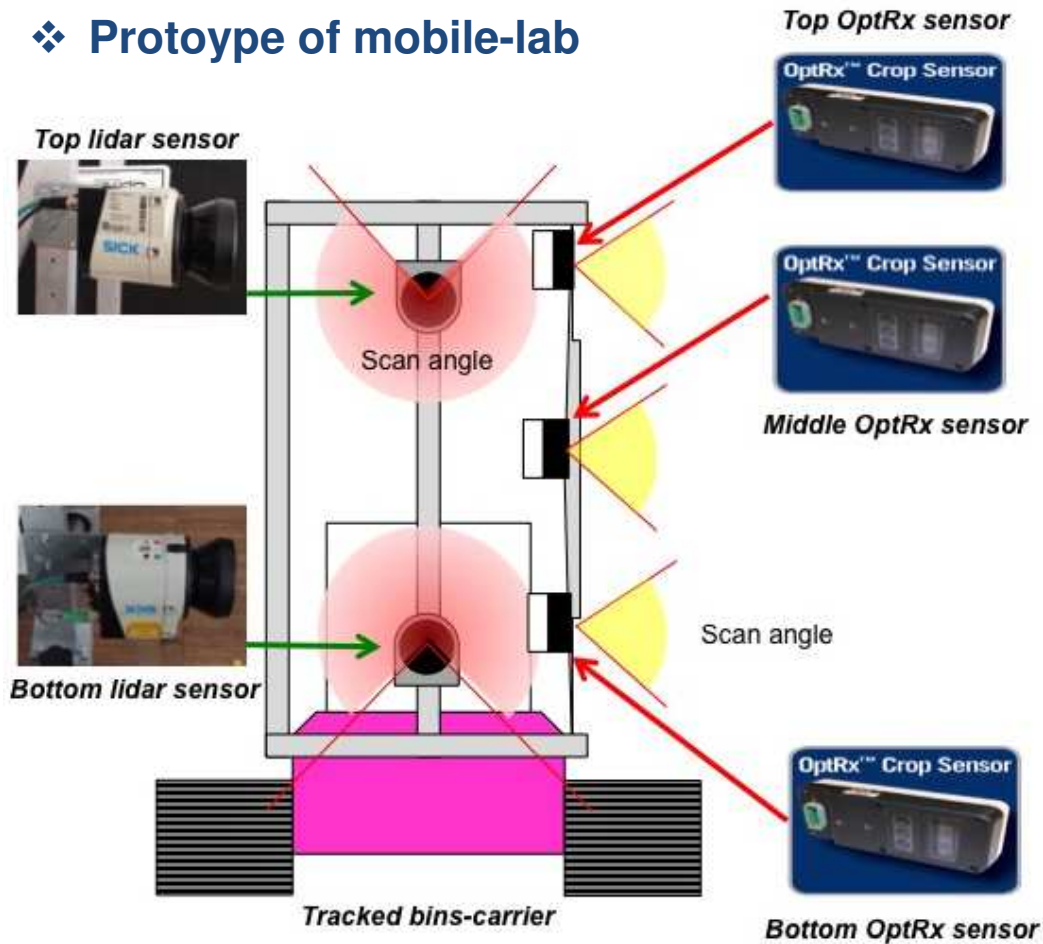 ❖ Protoype of mobile-lab
Top OptRx sensor
OptRx™ Crop Sensor
Top lidar sensor
SICK
Scan angle
OptRx™ Crop Sensor
Middle OptRx sensor
SICK
Scan angle
Bottom lidar sensor
OptRx™ Crop Sensor
Tracked bins-carrier
Bottom OptRx sensor